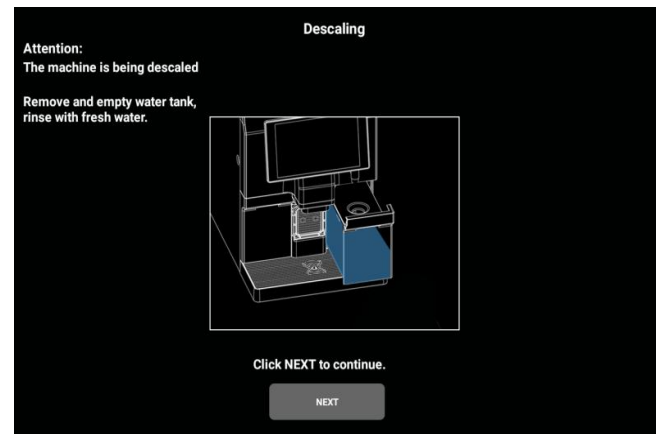 Descaling
Attention:
The machine is being descaled
Remove and empty water tank,
rinse with fresh water.
Click NEXT to continue.
NEXT